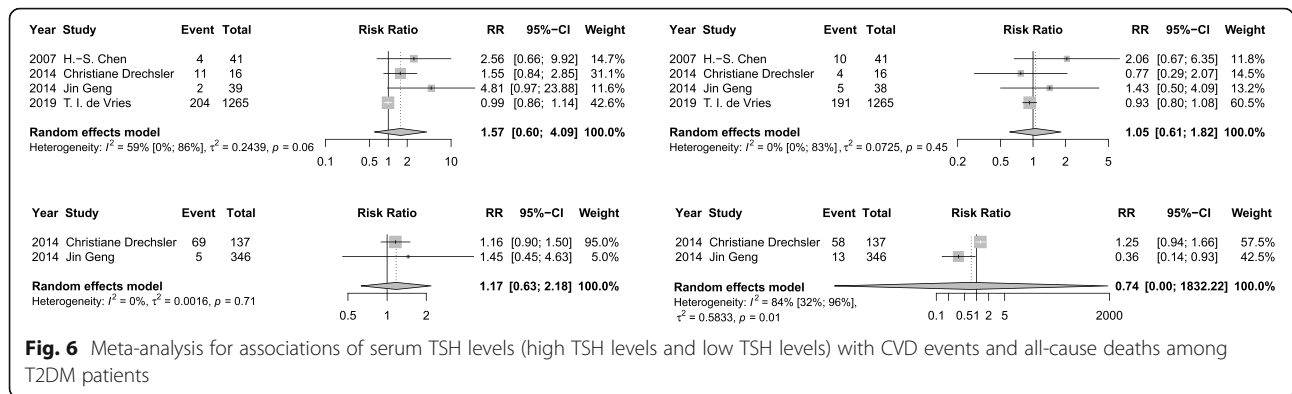 Year Study Event Total Risk Ratio RR 95%−CI Weight
2007 H.−S. Chen 4 41 2.56 [0.66; 9.92] 14.7%
2014 Christiane Drechsler 11 16 1.55 [0.84; 2.85] 31.1%
2014 Jin Geng 2 39 4.81 [0.97; 23.88] 11.6%
2019 T. I. de Vries 204 1265 0.99 [0.86; 1.14] 42.6%
Random effects model 1.57 [0.60; 4.09] 100.0%
Heterogeneity: I² = 59% [0%; 86%], τ² = 0.2439, p = 0.06
0.1 0.5 1 2 10
Year Study Event Total Risk Ratio RR 95%−CI Weight
2007 H.−S. Chen 10 41 2.06 [0.67; 6.35] 11.8%
2014 Christiane Drechsler 4 16 0.77 [0.29; 2.07] 14.5%
2014 Jin Geng 5 38 1.43 [0.50; 4.09] 13.2%
2019 T. I. de Vries 191 1265 0.93 [0.80; 1.08] 60.5%
Random effects model 1.05 [0.61; 1.82] 100.0%
Heterogeneity: I² = 0% [0%; 83%], τ² = 0.0725, p = 0.45
0.2 0.5 1 2 5
Year Study Event Total Risk Ratio RR 95%−CI Weight
2014 Christiane Drechsler 69 137 1.16 [0.90; 1.50] 95.0%
2014 Jin Geng 5 346 1.45 [0.45; 4.63] 5.0%
Random effects model 1.17 [0.63; 2.18] 100.0%
Heterogeneity: I² = 0%, τ² = 0.0016, p = 0.71
0.5 1 2
Year Study Event Total Risk Ratio RR 95%−CI Weight
2014 Christiane Drechsler 58 137 1.25 [0.94; 1.66] 57.5%
2014 Jin Geng 13 346 0.36 [0.14; 0.93] 42.5%
Random effects model 0.74 [0.00; 1832.22] 100.0%
Heterogeneity: I² = 84% [32%; 96%],
τ² = 0.5833, p = 0.01
0.1 0.51 2 5 2000
Fig. 6 Meta-analysis for associations of serum TSH levels (high TSH levels and low TSH levels) with CVD events and all-cause deaths among
T2DM patients